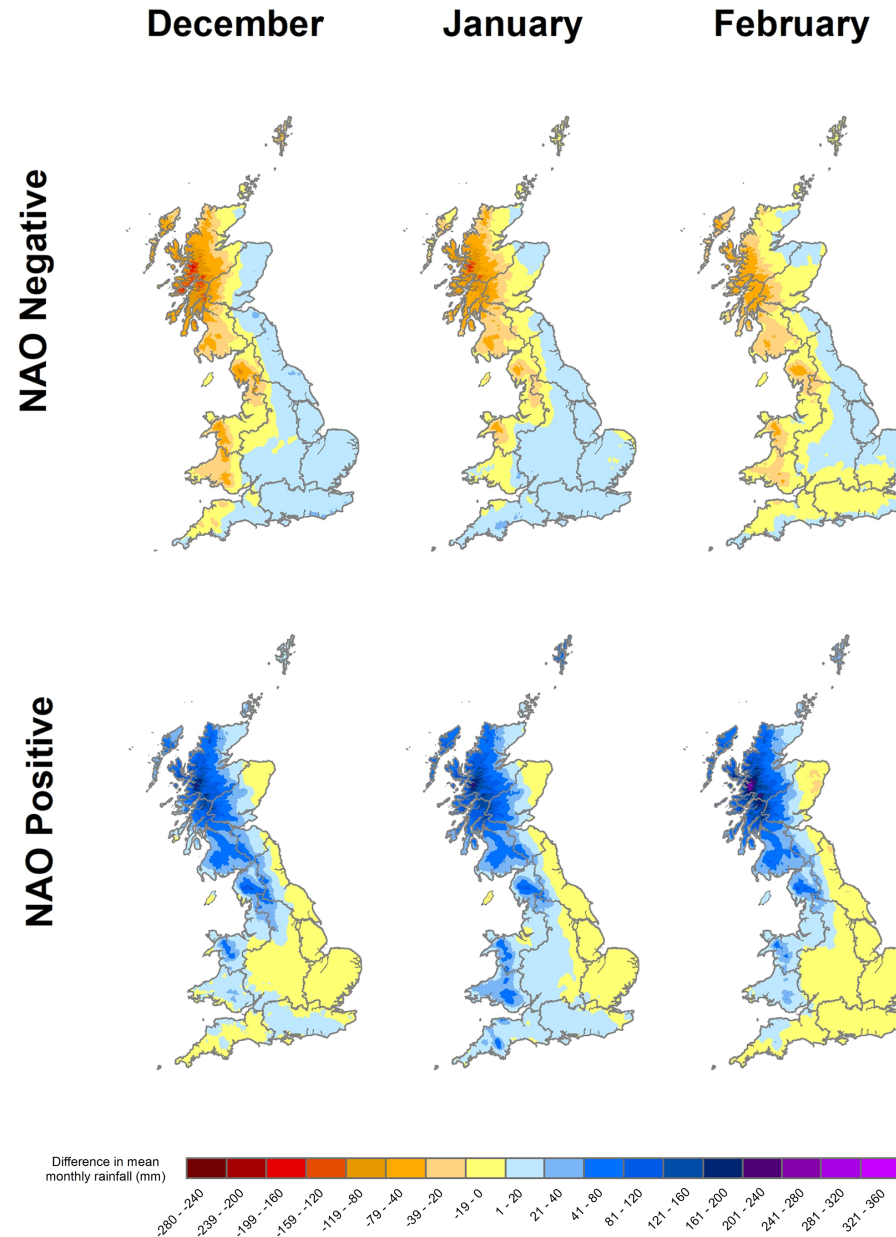 December January February
NAO Negative
NAO Positive
Difference in mean
monthly rainfall (mm)
-280 - -240
-239 - -200
-199 - -160
-159 - -120
-119 - -80
-79 - -40
-39 - -20
-19 - 0
1 - 20
21 - 40
41 - 80
81 - 120
121 - 160
161 - 200
201 - 240
241 - 280
281 - 320
321 - 360